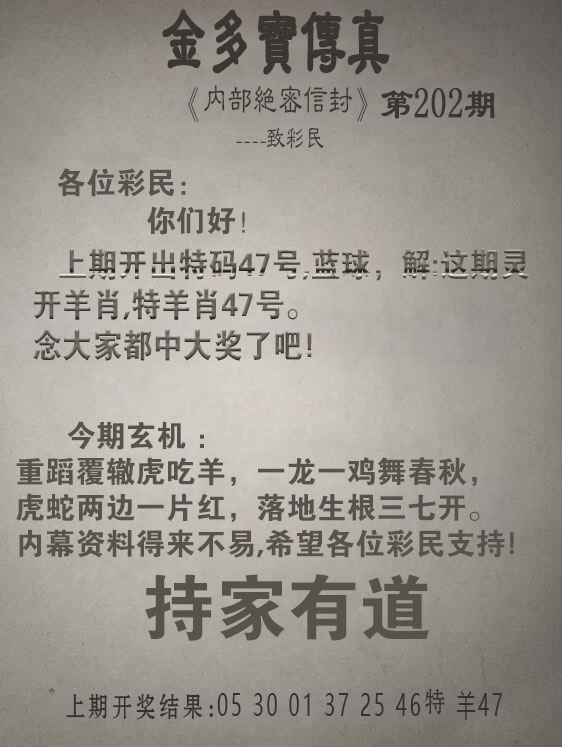 金多寶傳真
《内部絶密信封》第202期
----致彩民
各位彩民：
你们好！
上期开出特码47号,蓝球，解:这期灵
开羊肖,特羊肖47号。
念大家都中大奖了吧!
今期玄机：
重蹈覆辙虎吃羊，一龙一鸡舞春秋，
虎蛇两边一片红，落地生根三七开。
内幕资料得来不易,希望各位彩民支持!
持家有道
上期开奖结果:05 30 01 37 25 46特 羊47